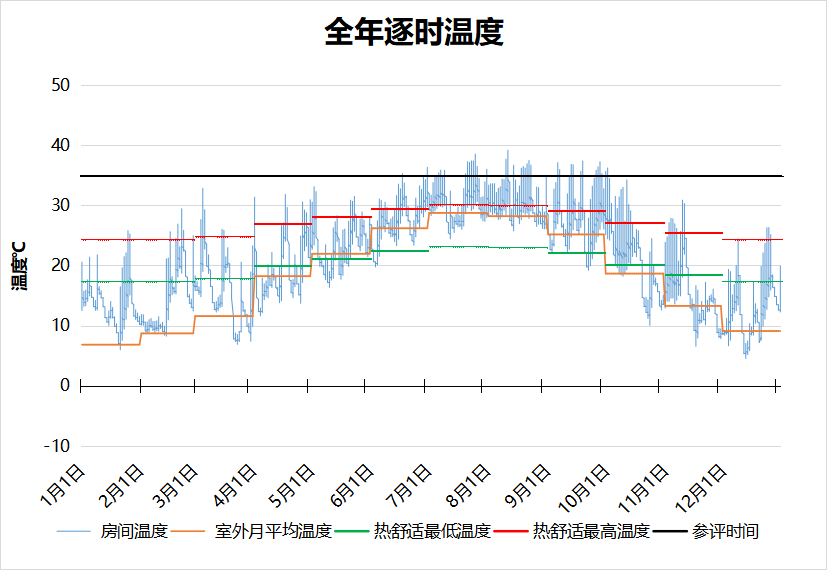 全年逐时温度
50
40
30
20
10
0
-10
温度℃
1月1日
2月1日
3月1日
4月1日
5月1日
6月1日
7月1日
8月1日
9月1日
10月1日
11月1日
12月1日
房间温度 室外月平均温度 热舒适最低温度 热舒适最高温度 参评时间